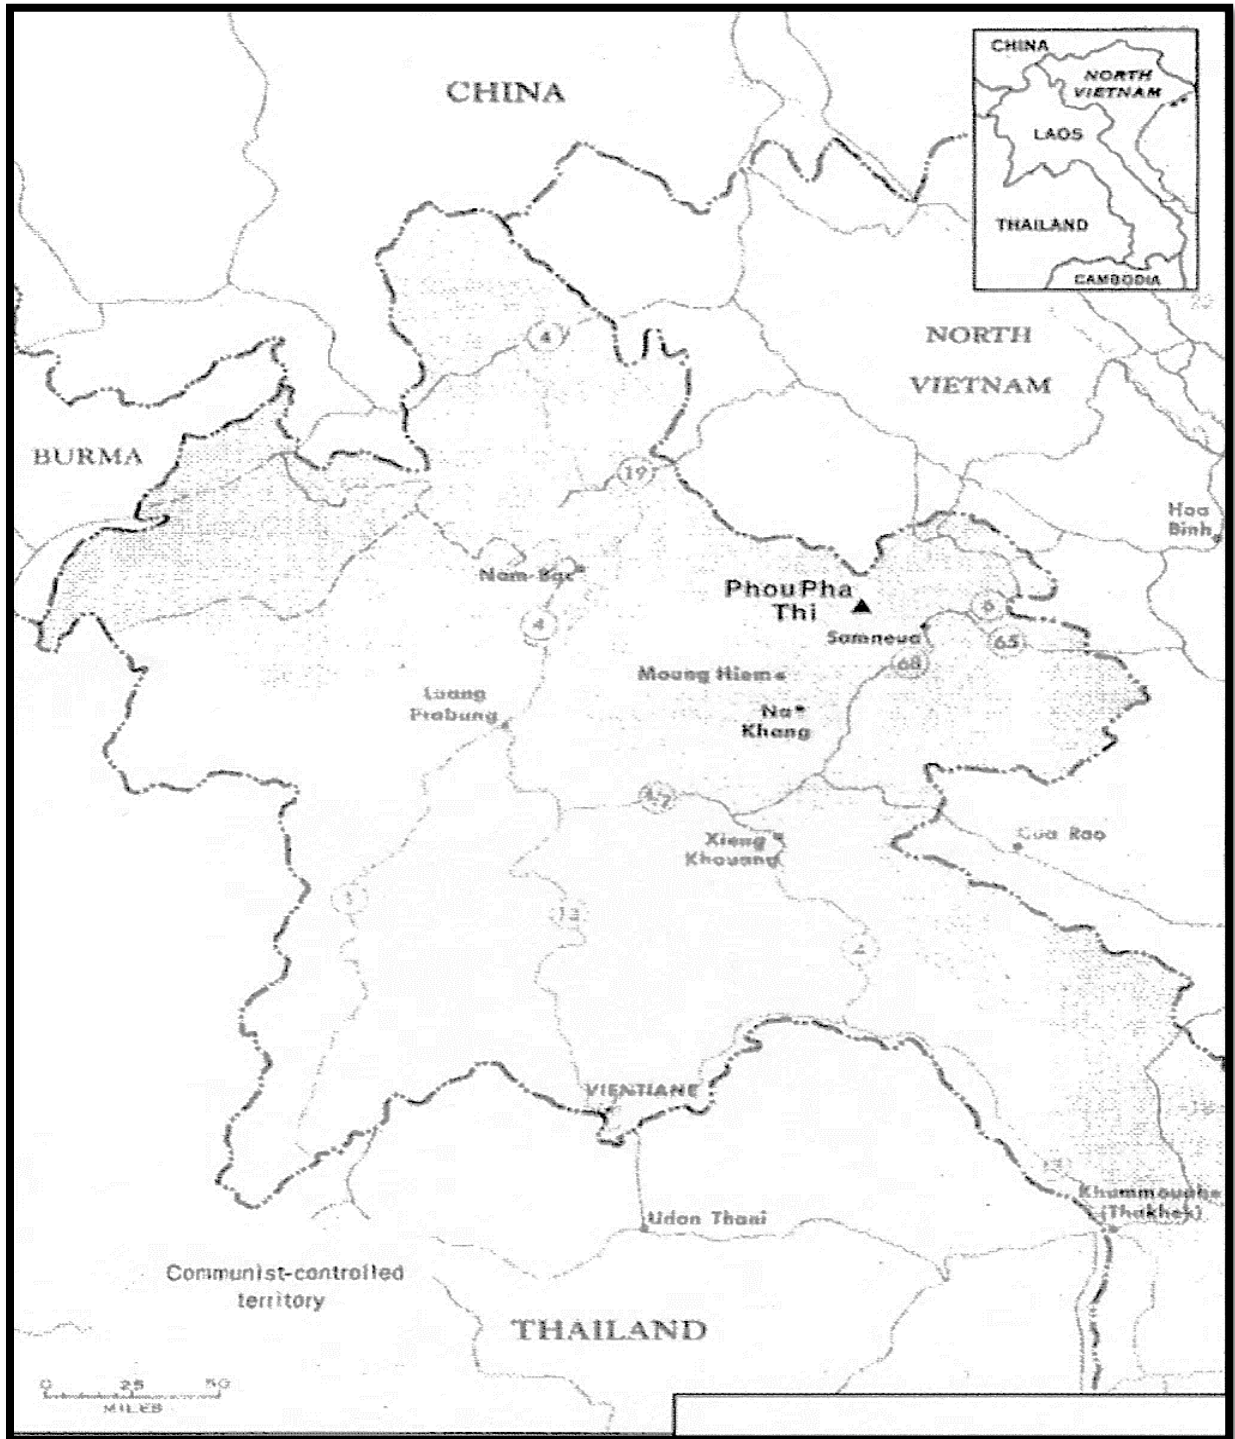 CHINA
CHINA
NORTH
VIETNAM
LAOS
THAILAND
CAMBODIA
NORTH
VIETNAM
4
BURMA
19
Hoa
Binh
Nam Bac
Phou Pha
Thi
6
4
Samneua
65
68
Moung Hiem
Luang
Prabang
Na
Khang
Xieng
Khouang
Cua Rao
13
VIENTIANE
Khammouane
(Thakhek)
Udon Thani
Communist-controlled
territory
THAILAND
0 25 50
MILES